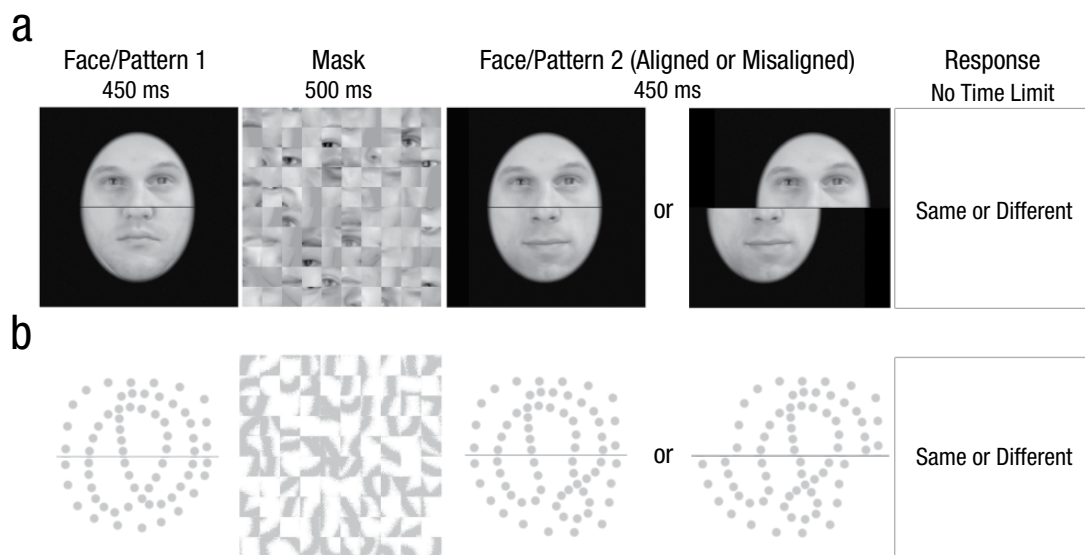 a
Face/Pattern 1
Mask
Face/Pattern 2 (Aligned or Misaligned)
Response
450 ms
500 ms
450 ms
No Time Limit
or
Same or Different
b
or
Same or Different